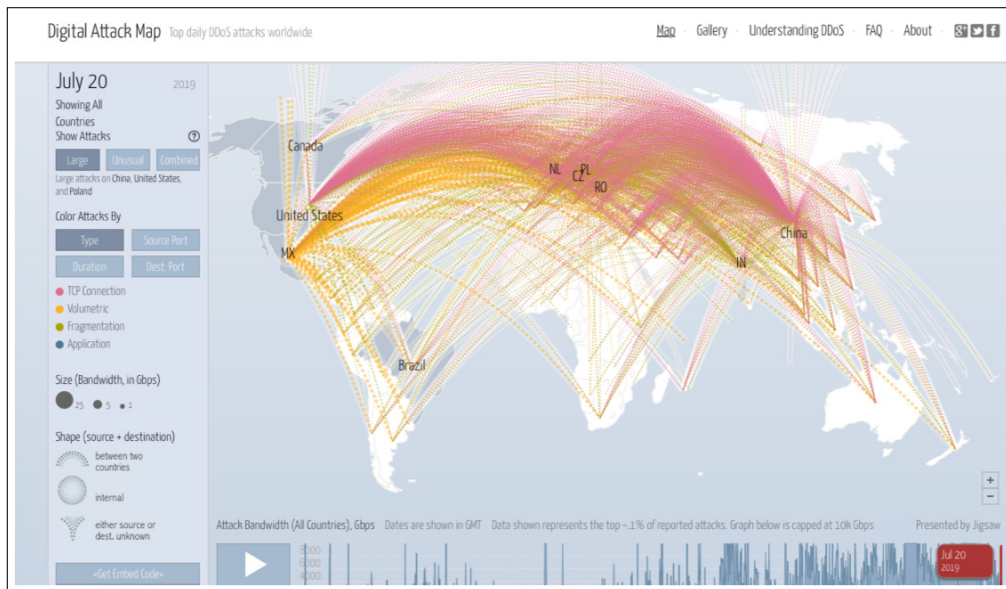 Digital Attack Map Top daily DDoS attacks worldwide
Map · Gallery · Understanding DDoS · FAQ · About
July 20 2019
Showing All
Countries
Show Attacks ?
Large Unusual Combined
Large attacks on China, United States,
and Poland
Color Attacks By
Type Source Port
Duration Dest. Port
TCP Connection
Volumetric
Fragmentation
Application
Size (Bandwidth, in Gbps)
25 5 1
Shape (source + destination)
between two
countries
internal
either source or
dest. unknown
<Get Embed Code>
Canada
United States
MX
Brazil
NL
CZ
PL
RO
IN
China
+
−
Attack Bandwidth (All Countries), Gbps Dates are shown in GMT Data shown represents the top ~.1% of reported attacks. Graph below is capped at 10k Gbps Presented by Jigsaw
8000
6000
4000
Jul 20
2019